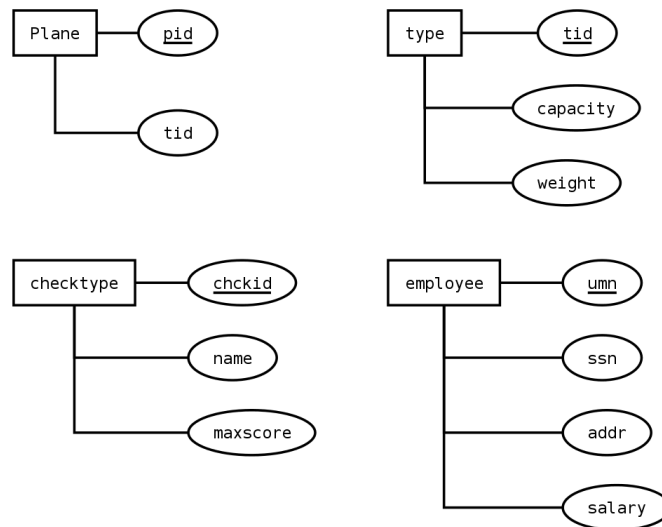 Plane
pid
tid
type
tid
capacity
weight
checktype
chckid
name
maxscore
employee
umn
ssn
addr
salary